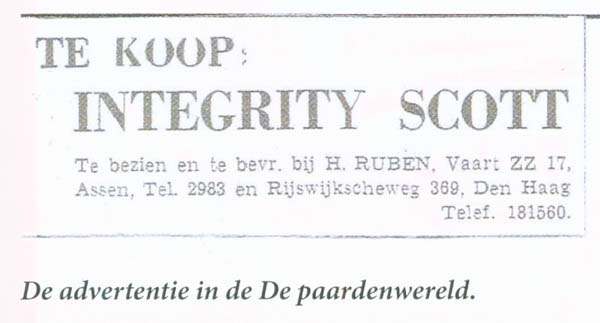 TE KOOP:
INTEGRITY SCOTT
Te bezien en te bevr. bij H. RUBEN, Vaart ZZ 17,
Assen, Tel. 2983 en Rijswijkscheweg 369, Den Haag
Telef. 181560.
De advertentie in de De paardenwereld.